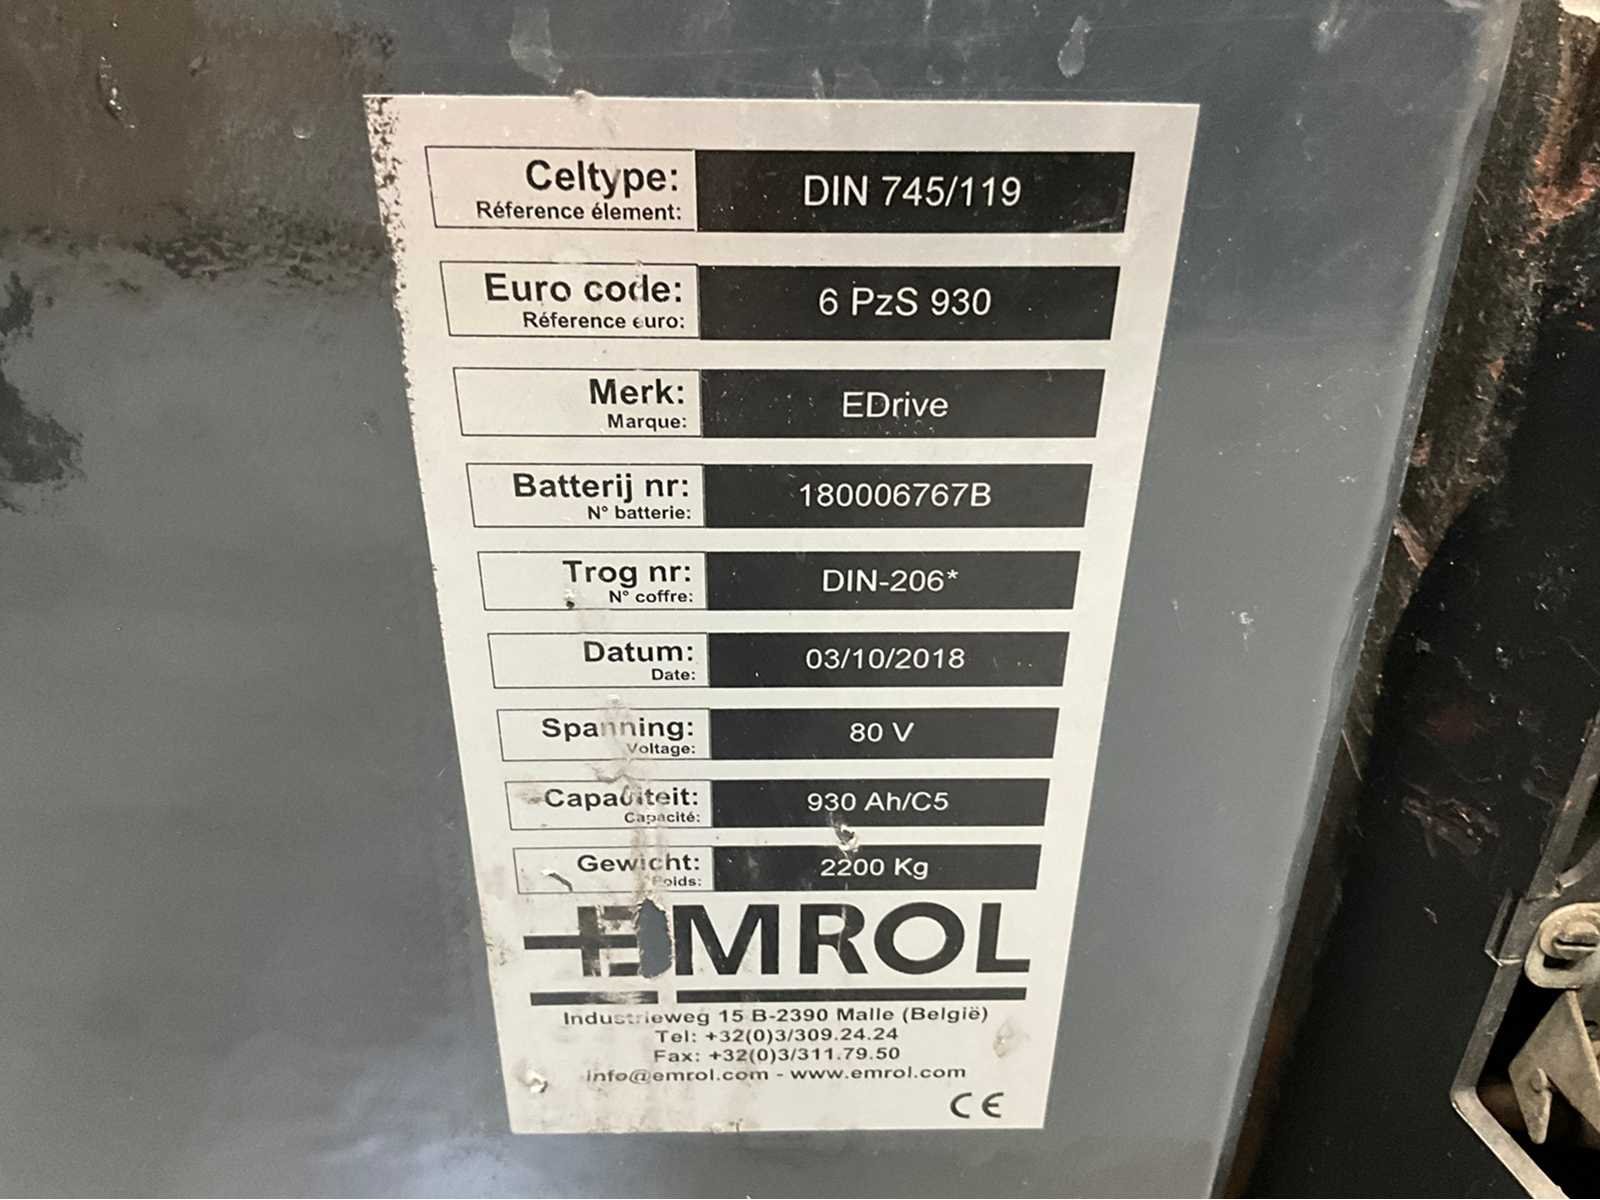 Celtype: DIN 745/119
Réference élement:
Euro code: 6 PzS 930
Réference euro:
Merk: EDrive
Marque:
Batterij nr: 180006767B
N° batterie:
Trog nr: DIN-206*
N° coffre:
Datum: 03/10/2018
Date:
Spanning: 80 V
Voltage:
Capaciteit: 930 Ah/C5
Capacité:
Gewicht: 2200 Kg
Poids:
EMROL
Industrieweg 15 B-2390 Malle (België)
Tel: +32(0)3/309.24.24
Fax: +32(0)3/311.79.50
info@emrol.com - www.emrol.com
CE